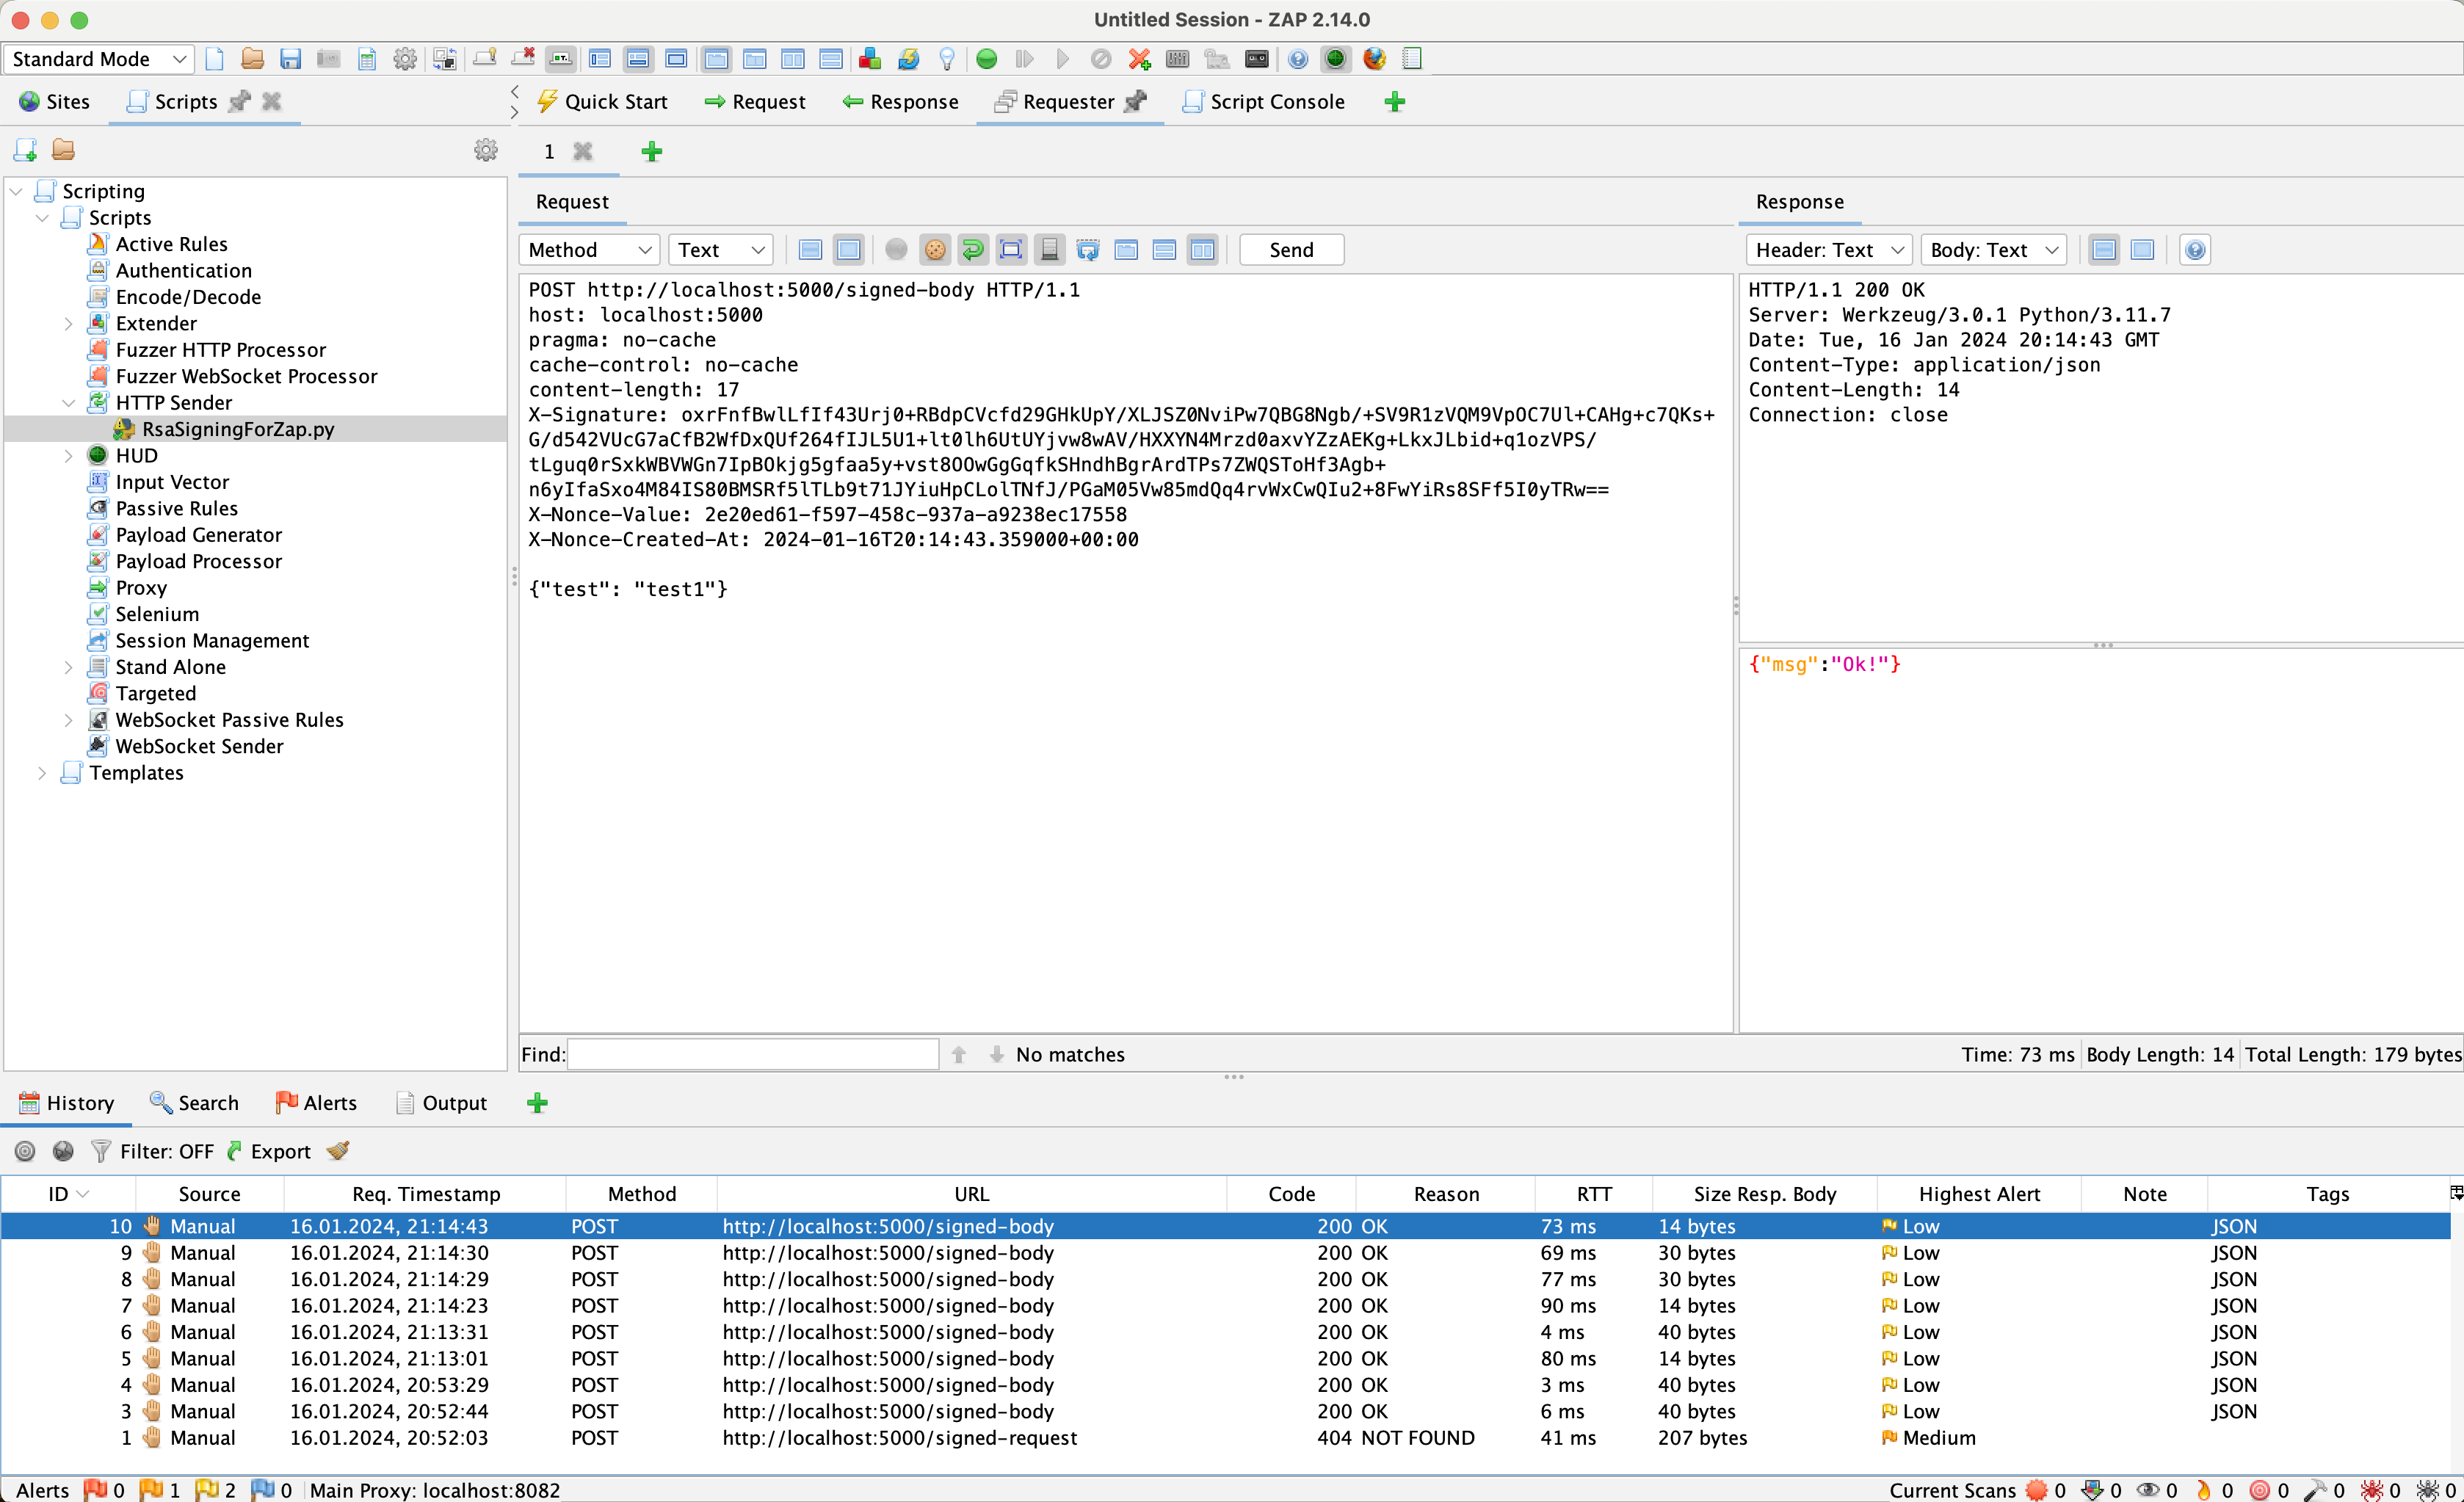 Untitled Session - ZAP 2.14.0
Standard Mode
Sites
Scripts
Quick Start
Request
Response
Requester
Script Console
1
Scripting
Scripts
Active Rules
Authentication
Encode/Decode
Extender
Fuzzer HTTP Processor
Fuzzer WebSocket Processor
HTTP Sender
RsaSigningForZap.py
HUD
Input Vector
Passive Rules
Payload Generator
Payload Processor
Proxy
Selenium
Session Management
Stand Alone
Targeted
WebSocket Passive Rules
WebSocket Sender
Templates
Request
Method Text Send
POST http://localhost:5000/signed-body HTTP/1.1
host: localhost:5000
pragma: no-cache
cache-control: no-cache
content-length: 17
X-Signature: oxrFnfBwlLfIf43Urj0+RBdpCVcfd29GHkUpY/XLJSZ0NviPw7QBG8Ngb/+SV9R1zVQM9VpOC7Ul+CAHg+c7QKs+
G/d542VUcG7aCfB2WfDxQUf264fIJL5U1+lt0lh6UtUYjvw8wAV/HXXYN4Mrzd0axvYZzAEKg+LkxJLbid+q1ozVPS/
tLguq0rSxkWBVWGn7IpBOkjg5gfaa5y+vst8OOwGgGqfkSHndhBgrArdTPs7ZWQSToHf3Agb+
n6yIfaSxo4M84IS80BMSRf5lTLb9t71JYiuHpCLolTNfJ/PGaM05Vw85mdQq4rvWxCwQIu2+8FwYiRs8SFf5I0yTRw==
X-Nonce-Value: 2e20ed61-f597-458c-937a-a9238ec17558
X-Nonce-Created-At: 2024-01-16T20:14:43.359000+00:00
{"test": "test1"}
Response
Header: Text Body: Text
HTTP/1.1 200 OK
Server: Werkzeug/3.0.1 Python/3.11.7
Date: Tue, 16 Jan 2024 20:14:43 GMT
Content-Type: application/json
Content-Length: 14
Connection: close
{"msg":"Ok!"}
Find: No matches
Time: 73 ms Body Length: 14 Total Length: 179 bytes
History Search Alerts Output
Filter: OFF Export
ID Source Req. Timestamp Method URL Code Reason RTT Size Resp. Body Highest Alert Note Tags
10 Manual 16.01.2024, 21:14:43 POST http://localhost:5000/signed-body 200 OK 73 ms 14 bytes Low JSON
9 Manual 16.01.2024, 21:14:30 POST http://localhost:5000/signed-body 200 OK 69 ms 30 bytes Low JSON
8 Manual 16.01.2024, 21:14:29 POST http://localhost:5000/signed-body 200 OK 77 ms 30 bytes Low JSON
7 Manual 16.01.2024, 21:14:23 POST http://localhost:5000/signed-body 200 OK 90 ms 14 bytes Low JSON
6 Manual 16.01.2024, 21:13:31 POST http://localhost:5000/signed-body 200 OK 4 ms 40 bytes Low JSON
5 Manual 16.01.2024, 21:13:01 POST http://localhost:5000/signed-body 200 OK 80 ms 14 bytes Low JSON
4 Manual 16.01.2024, 20:53:29 POST http://localhost:5000/signed-body 200 OK 3 ms 40 bytes Low JSON
3 Manual 16.01.2024, 20:52:44 POST http://localhost:5000/signed-body 200 OK 6 ms 40 bytes Low JSON
1 Manual 16.01.2024, 20:52:03 POST http://localhost:5000/signed-request 404 NOT FOUND 41 ms 207 bytes Medium
Alerts 0 1 2 0 Main Proxy: localhost:8082 Current Scans 0 0 0 0 0 0 0 0